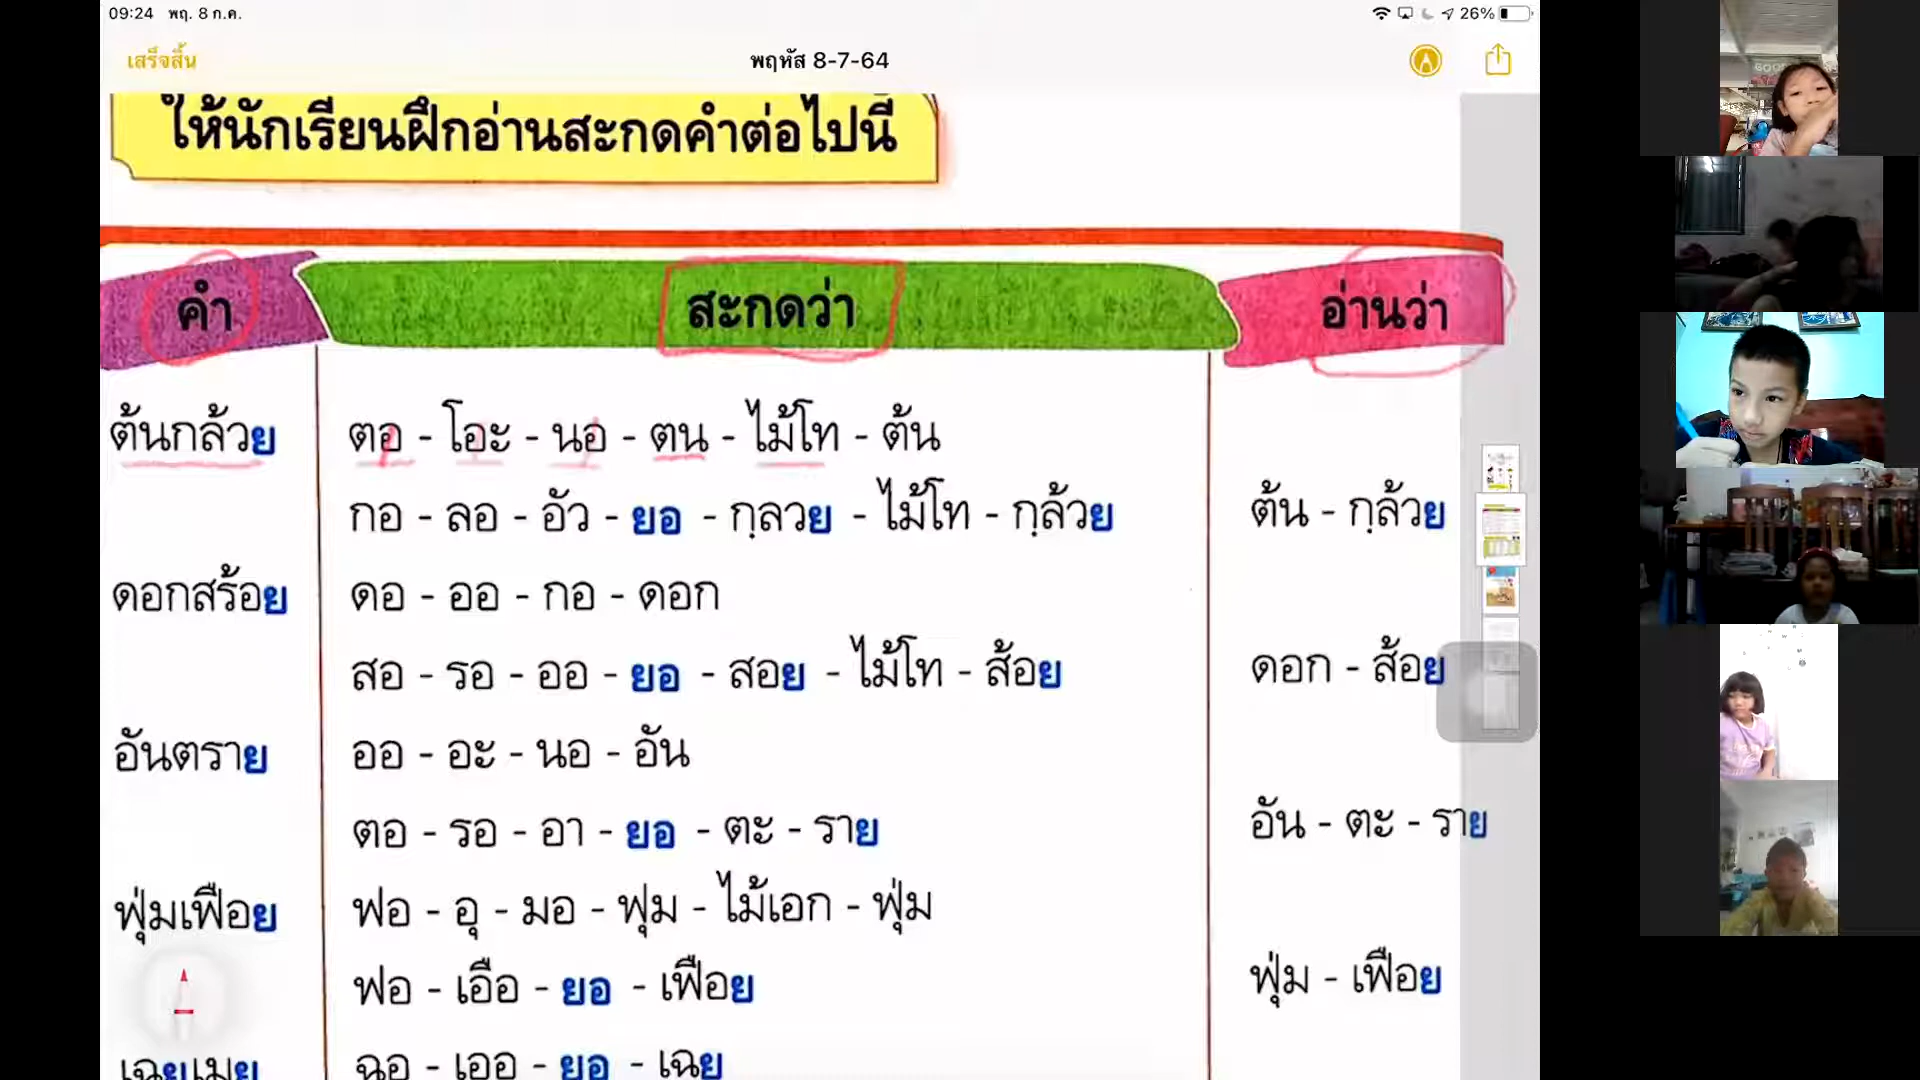 09:24 พฤ. 8 ก.ค.
26%
เสร็จสิ้น
พฤหัส 8-7-64
ให้นักเรียนฝึกอ่านสะกดคำต่อไปนี้
คำ สะกดว่า อ่านว่า
ต้นกล้วย ตอ - โอะ - นอ - ตน - ไม้โท - ต้น
กอ - ลอ - อัว - ยอ - กฺลวย - ไม้โท - กฺล้วย ต้น - กฺล้วย
ดอกสร้อย ดอ - ออ - กอ - ดอก
สอ - รอ - ออ - ยอ - สอย - ไม้โท - ส้อย ดอก - ส้อย
อันตราย ออ - อะ - นอ - อัน
ตอ - รอ - อา - ยอ - ตะ - ราย อัน - ตะ - ราย
ฟุ่มเฟือย ฟอ - อุ - มอ - ฟุม - ไม้เอก - ฟุ่ม
ฟอ - เอือ - ยอ - เฟือย ฟุ่ม - เฟือย
เฉยเมย ฉอ - เออ - ยอ - เฉย